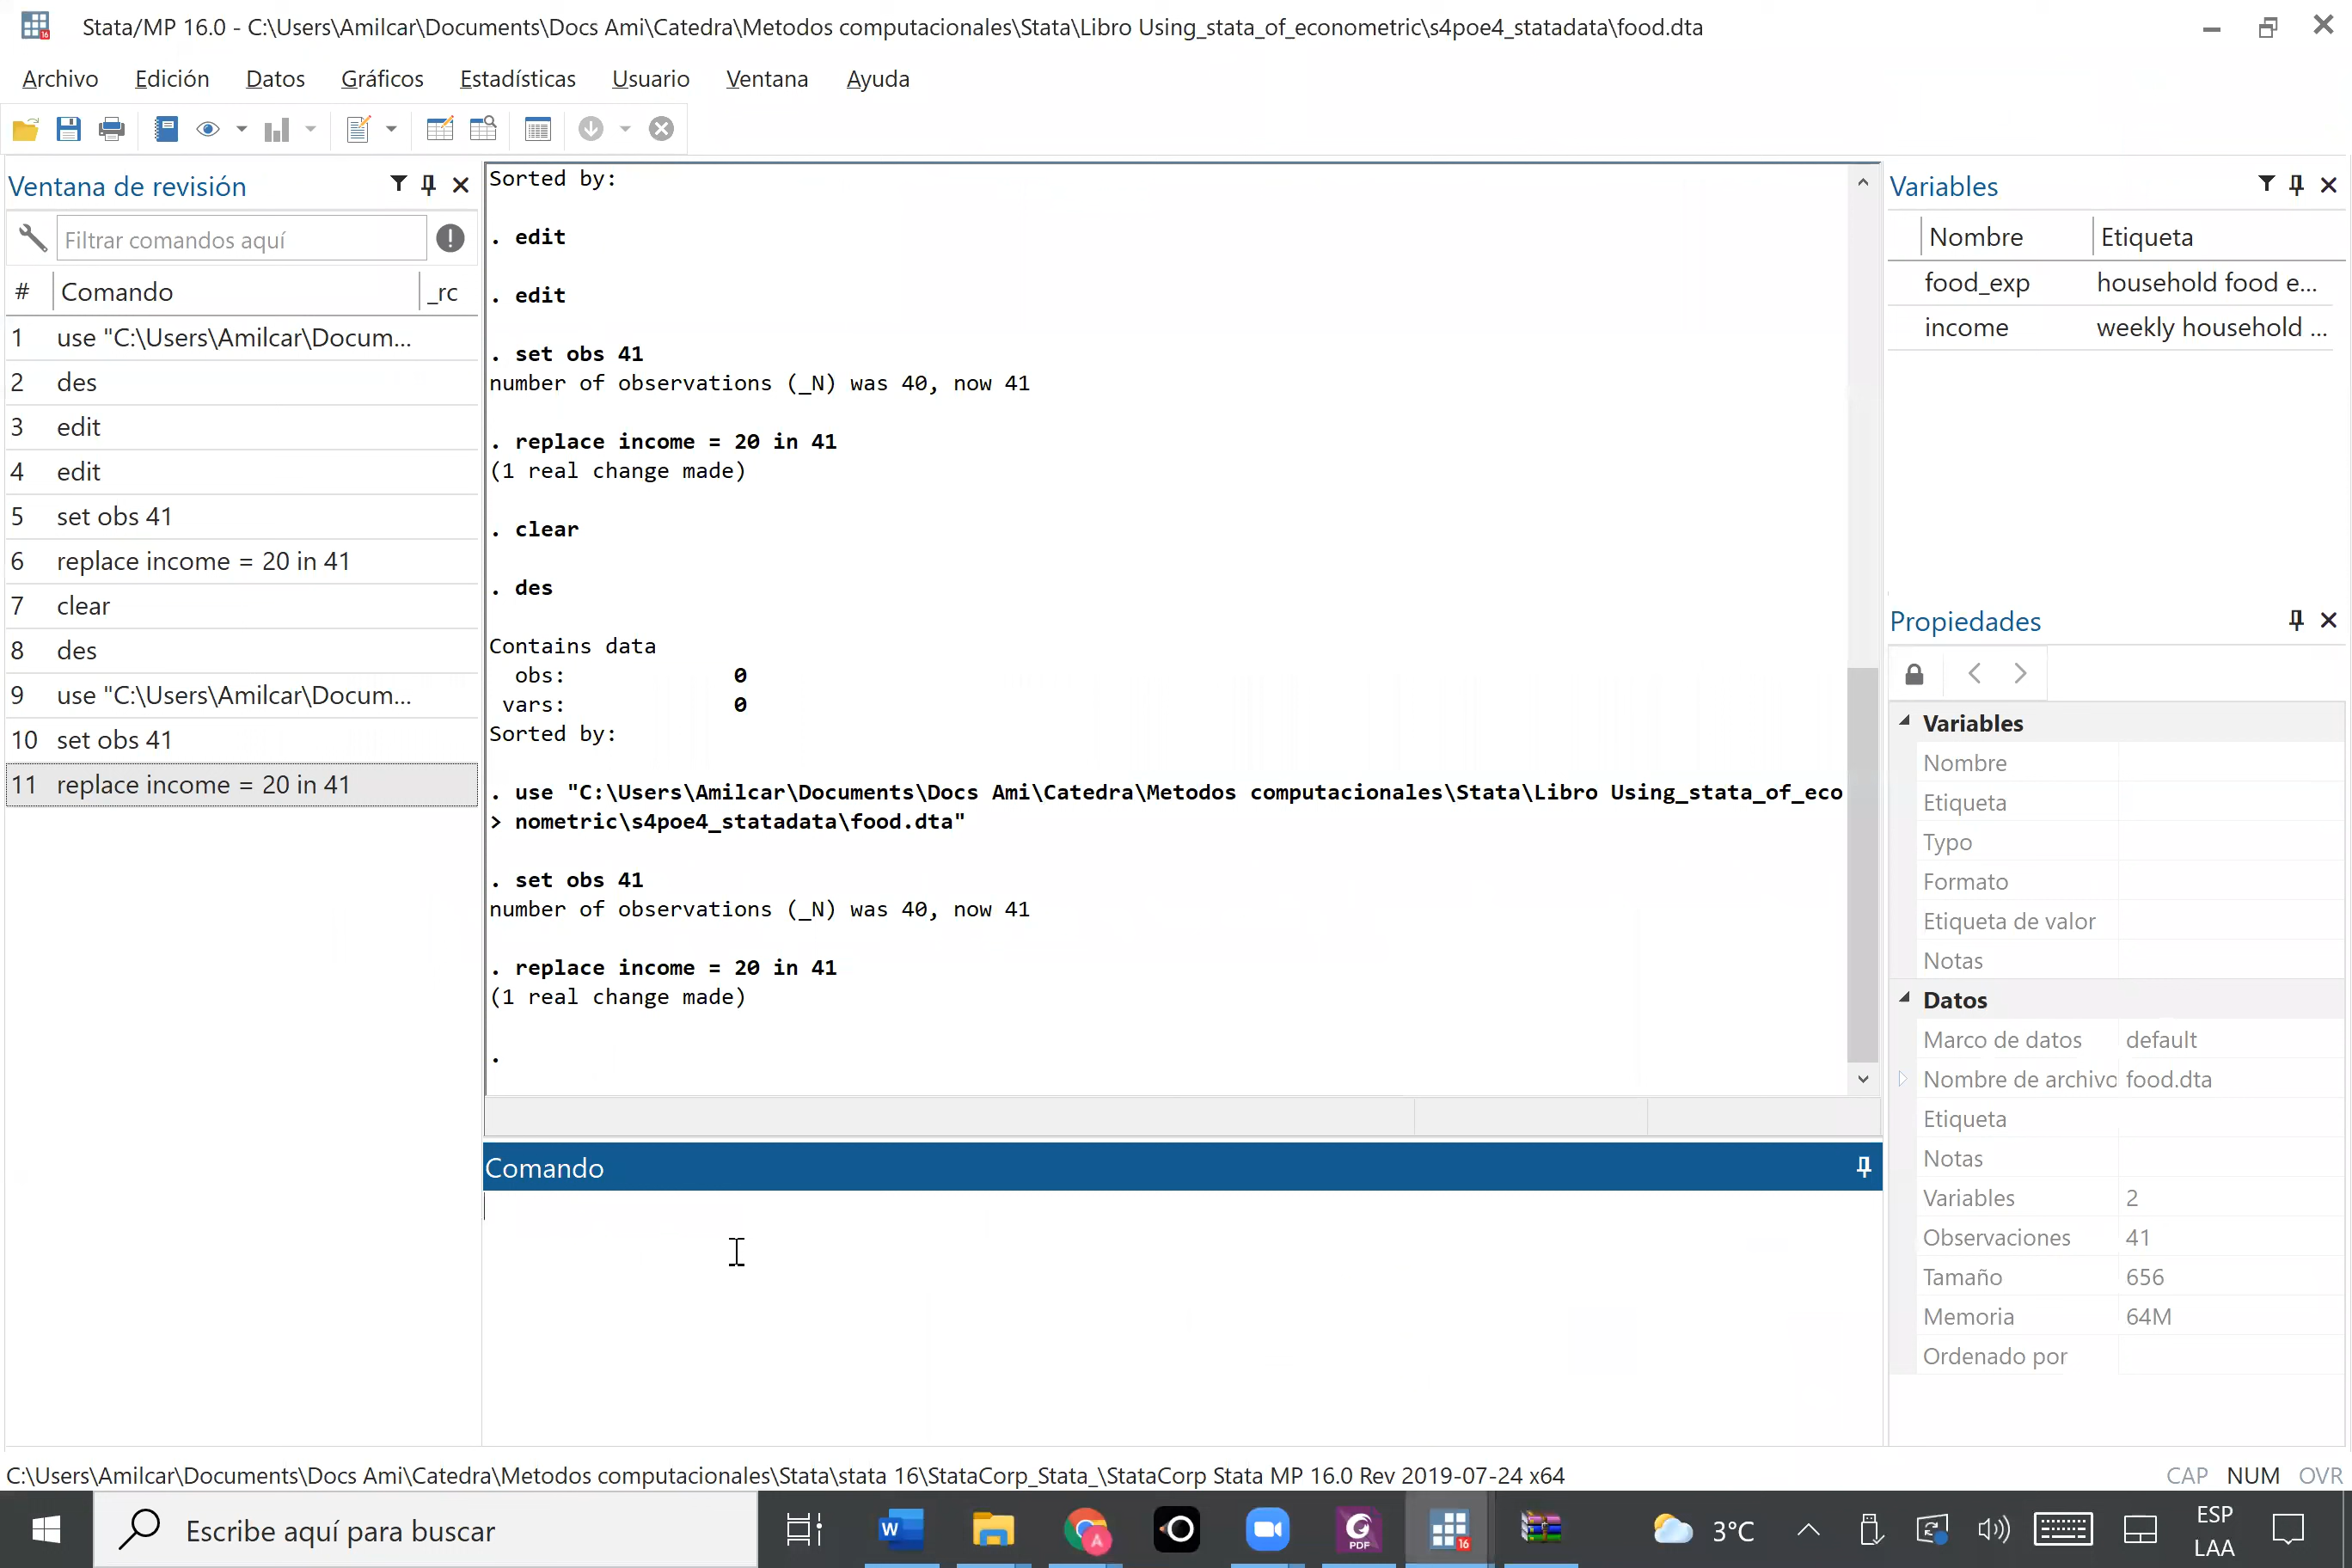 Stata/MP 16.0 - C:\Users\Amilcar\Documents\Docs Ami\Catedra\Metodos computacionales\Stata\Libro Using_stata_of_econometric\s4poe4_statadata\food.dta
Archivo Edición Datos Gráficos Estadísticas Usuario Ventana Ayuda
Ventana de revisión
Filtrar comandos aquí
# Comando _rc
1 use "C:\Users\Amilcar\Docum...
2 des
3 edit
4 edit
5 set obs 41
6 replace income = 20 in 41
7 clear
8 des
9 use "C:\Users\Amilcar\Docum...
10 set obs 41
11 replace income = 20 in 41
Sorted by:
. edit
. edit
. set obs 41
number of observations (_N) was 40, now 41
. replace income = 20 in 41
(1 real change made)
. clear
. des
Contains data
obs: 0
vars: 0
Sorted by:
. use "C:\Users\Amilcar\Documents\Docs Ami\Catedra\Metodos computacionales\Stata\Libro Using_stata_of_eco
> nometric\s4poe4_statadata\food.dta"
. set obs 41
number of observations (_N) was 40, now 41
. replace income = 20 in 41
(1 real change made)
.
Comando
Variables
Nombre Etiqueta
food_exp household food e...
income weekly household ...
Propiedades
Variables
Nombre
Etiqueta
Typo
Formato
Etiqueta de valor
Notas
Datos
Marco de datos default
Nombre de archivo food.dta
Etiqueta
Notas
Variables 2
Observaciones 41
Tamaño 656
Memoria 64M
Ordenado por
C:\Users\Amilcar\Documents\Docs Ami\Catedra\Metodos computacionales\Stata\stata 16\StataCorp_Stata_\StataCorp Stata MP 16.0 Rev 2019-07-24 x64
CAP NUM OVR
Escribe aquí para buscar
W
A
PDF
16
3°C
ESP
LAA